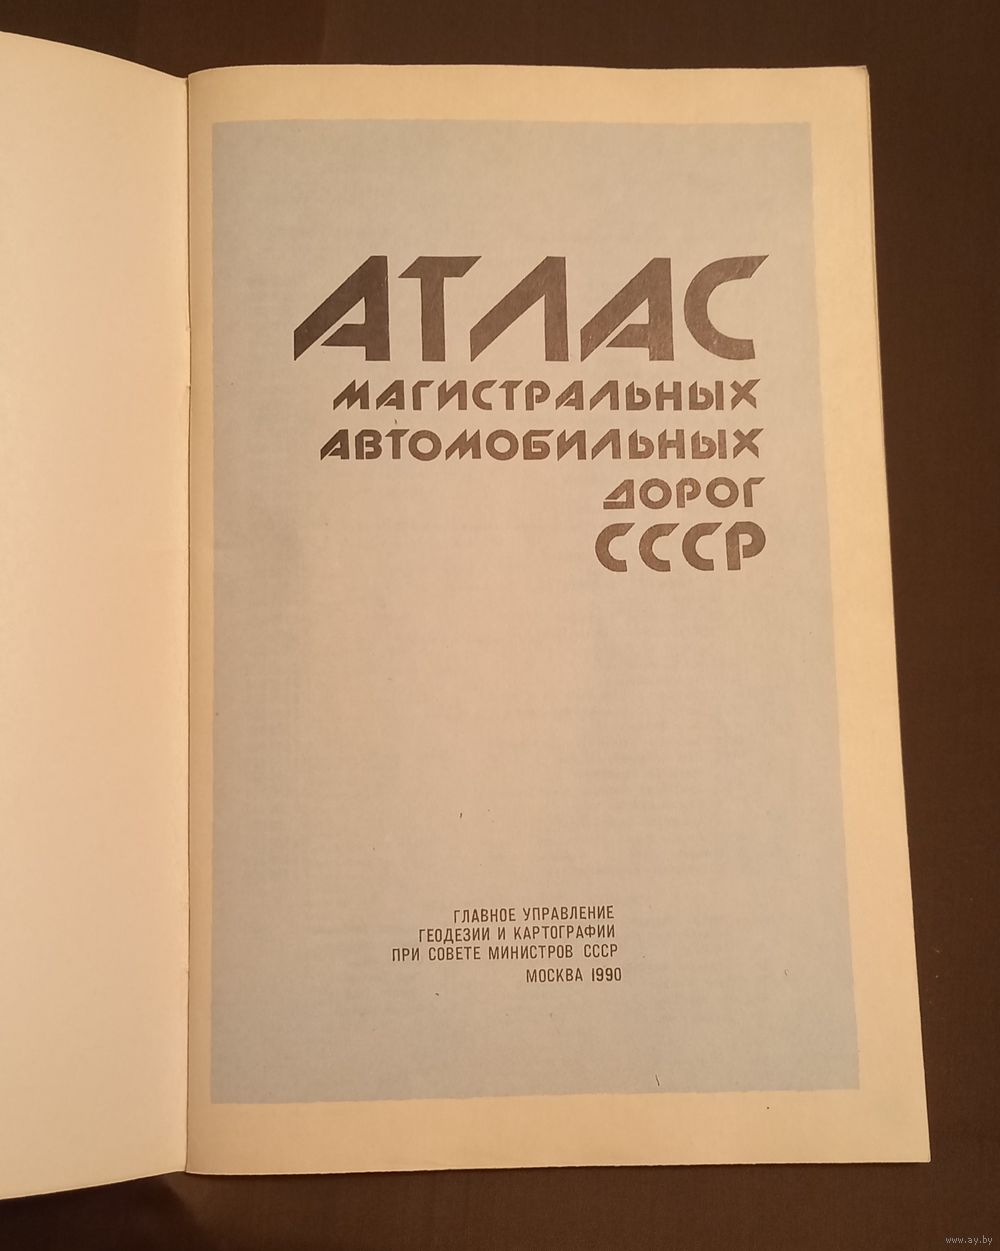 АТЛАС
МАГИСТРАЛЬНЫХ
АВТОМОБИЛЬНЫХ
ДОРОГ
СССР
ГЛАВНОЕ УПРАВЛЕНИЕ
ГЕОДЕЗИИ И КАРТОГРАФИИ
ПРИ СОВЕТЕ МИНИСТРОВ СССР
МОСКВА 1990
www.ay.by